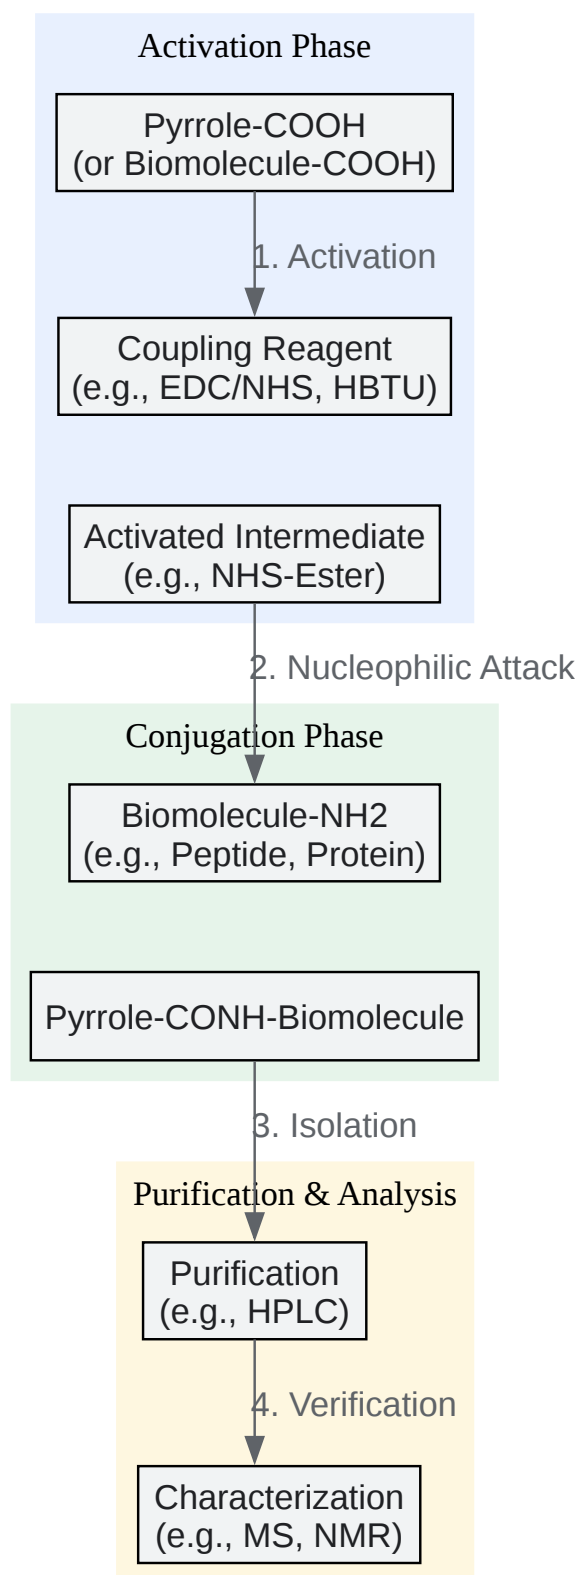 Activation Phase
Pyrrole-COOH
(or Biomolecule-COOH)
1. Activation
Coupling Reagent
(e.g., EDC/NHS, HBTU)
Activated Intermediate
(e.g., NHS-Ester)
2. Nucleophilic Attack
Conjugation Phase
Biomolecule-NH2
(e.g., Peptide, Protein)
Pyrrole-CONH-Biomolecule
3. Isolation
Purification & Analysis
Purification
(e.g., HPLC)
4. Verification
Characterization
(e.g., MS, NMR)